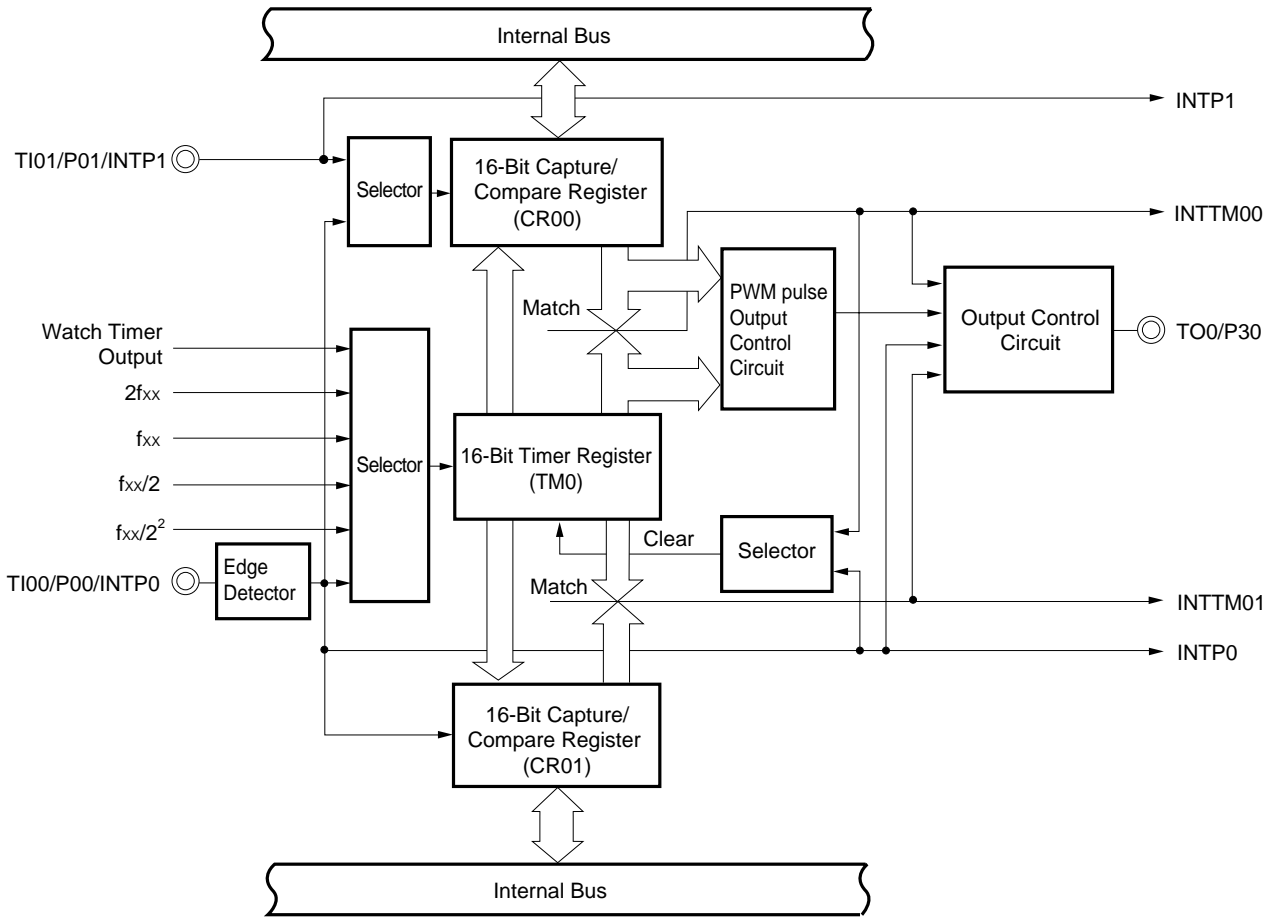 Internal Bus
INTP1
TI01/P01/INTP1
Selector
16-Bit Capture/
Compare Register
(CR00)
INTTM00
Match
PWM pulse
Output
Control
Circuit
Output Control
Circuit
TO0/P30
Watch Timer
Output
2fxx
fxx
fxx/2
fxx/2²
Selector
16-Bit Timer Register
(TM0)
Clear
Selector
TI00/P00/INTP0
Edge
Detector
Match
INTTM01
INTP0
16-Bit Capture/
Compare Register
(CR01)
Internal Bus